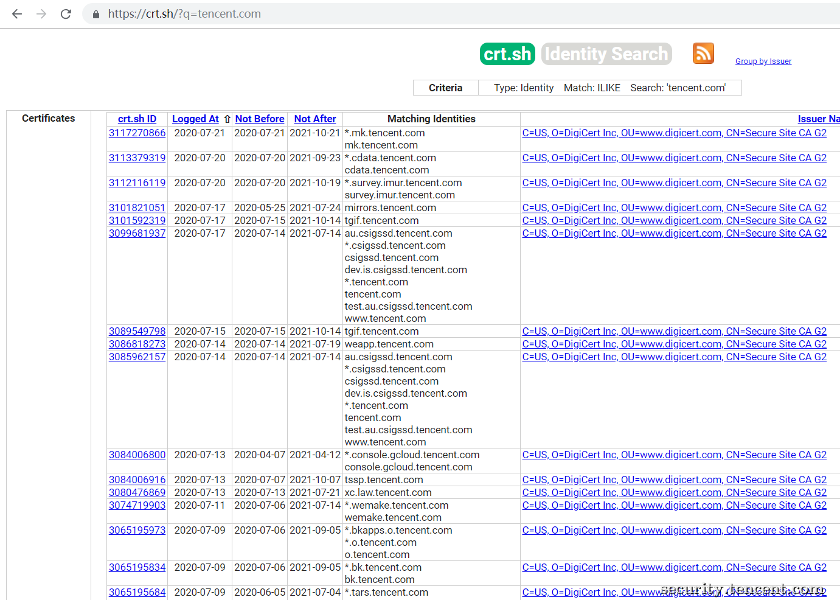 https://crt.sh/?q=tencent.com
crt.sh Identity Search
Group by Issuer
Criteria Type: Identity Match: ILIKE Search: 'tencent.com'
Certificates crt.sh ID Logged At ⇧ Not Before Not After Matching Identities Issuer Na
3117270866 2020-07-21 2020-07-21 2021-10-21 *.mk.tencent.com C=US, O=DigiCert Inc, OU=www.digicert.com, CN=Secure Site CA G2
mk.tencent.com
3113379319 2020-07-20 2020-07-20 2021-09-23 *.cdata.tencent.com C=US, O=DigiCert Inc, OU=www.digicert.com, CN=Secure Site CA G2
cdata.tencent.com
3112116119 2020-07-20 2020-07-20 2021-10-19 *.survey.imur.tencent.com C=US, O=DigiCert Inc, OU=www.digicert.com, CN=Secure Site CA G2
survey.imur.tencent.com
3101821051 2020-07-17 2020-05-25 2021-07-24 mirrors.tencent.com C=US, O=DigiCert Inc, OU=www.digicert.com, CN=Secure Site CA G2
3101592319 2020-07-17 2020-07-15 2021-10-14 tgif.tencent.com C=US, O=DigiCert Inc, OU=www.digicert.com, CN=Secure Site CA G2
3099681937 2020-07-17 2020-07-14 2021-07-14 au.csigssd.tencent.com C=US, O=DigiCert Inc, OU=www.digicert.com, CN=Secure Site CA G2
*.csigssd.tencent.com
csigssd.tencent.com
dev.is.csigssd.tencent.com
*.tencent.com
tencent.com
test.au.csigssd.tencent.com
www.tencent.com
3089549798 2020-07-15 2020-07-15 2021-10-14 tgif.tencent.com C=US, O=DigiCert Inc, OU=www.digicert.com, CN=Secure Site CA G2
3086818273 2020-07-14 2020-07-14 2021-07-19 weapp.tencent.com C=US, O=DigiCert Inc, OU=www.digicert.com, CN=Secure Site CA G2
3085962157 2020-07-14 2020-07-14 2021-07-14 au.csigssd.tencent.com C=US, O=DigiCert Inc, OU=www.digicert.com, CN=Secure Site CA G2
*.csigssd.tencent.com
csigssd.tencent.com
dev.is.csigssd.tencent.com
*.tencent.com
tencent.com
test.au.csigssd.tencent.com
www.tencent.com
3084006800 2020-07-13 2020-04-07 2021-04-12 *.console.gcloud.tencent.com C=US, O=DigiCert Inc, OU=www.digicert.com, CN=Secure Site CA G2
console.gcloud.tencent.com
3084006916 2020-07-13 2020-07-07 2021-10-07 tssp.tencent.com C=US, O=DigiCert Inc, OU=www.digicert.com, CN=Secure Site CA G2
3080476869 2020-07-13 2020-07-13 2021-07-21 xc.law.tencent.com C=US, O=DigiCert Inc, OU=www.digicert.com, CN=Secure Site CA G2
3074719903 2020-07-11 2020-07-06 2021-07-14 *.wemake.tencent.com C=US, O=DigiCert Inc, OU=www.digicert.com, CN=Secure Site CA G2
wemake.tencent.com
3065195973 2020-07-09 2020-07-06 2021-09-05 *.bkapps.o.tencent.com C=US, O=DigiCert Inc, OU=www.digicert.com, CN=Secure Site CA G2
*.o.tencent.com
o.tencent.com
3065195834 2020-07-09 2020-07-06 2021-09-05 *.bk.tencent.com C=US, O=DigiCert Inc, OU=www.digicert.com, CN=Secure Site CA G2
bk.tencent.com
3065195684 2020-07-09 2020-06-05 2021-07-04 *.tars.tencent.com C=US, O=DigiCert Inc, OU=www.digicert.com, CN=Secure Site CA G2
security.tencent.com